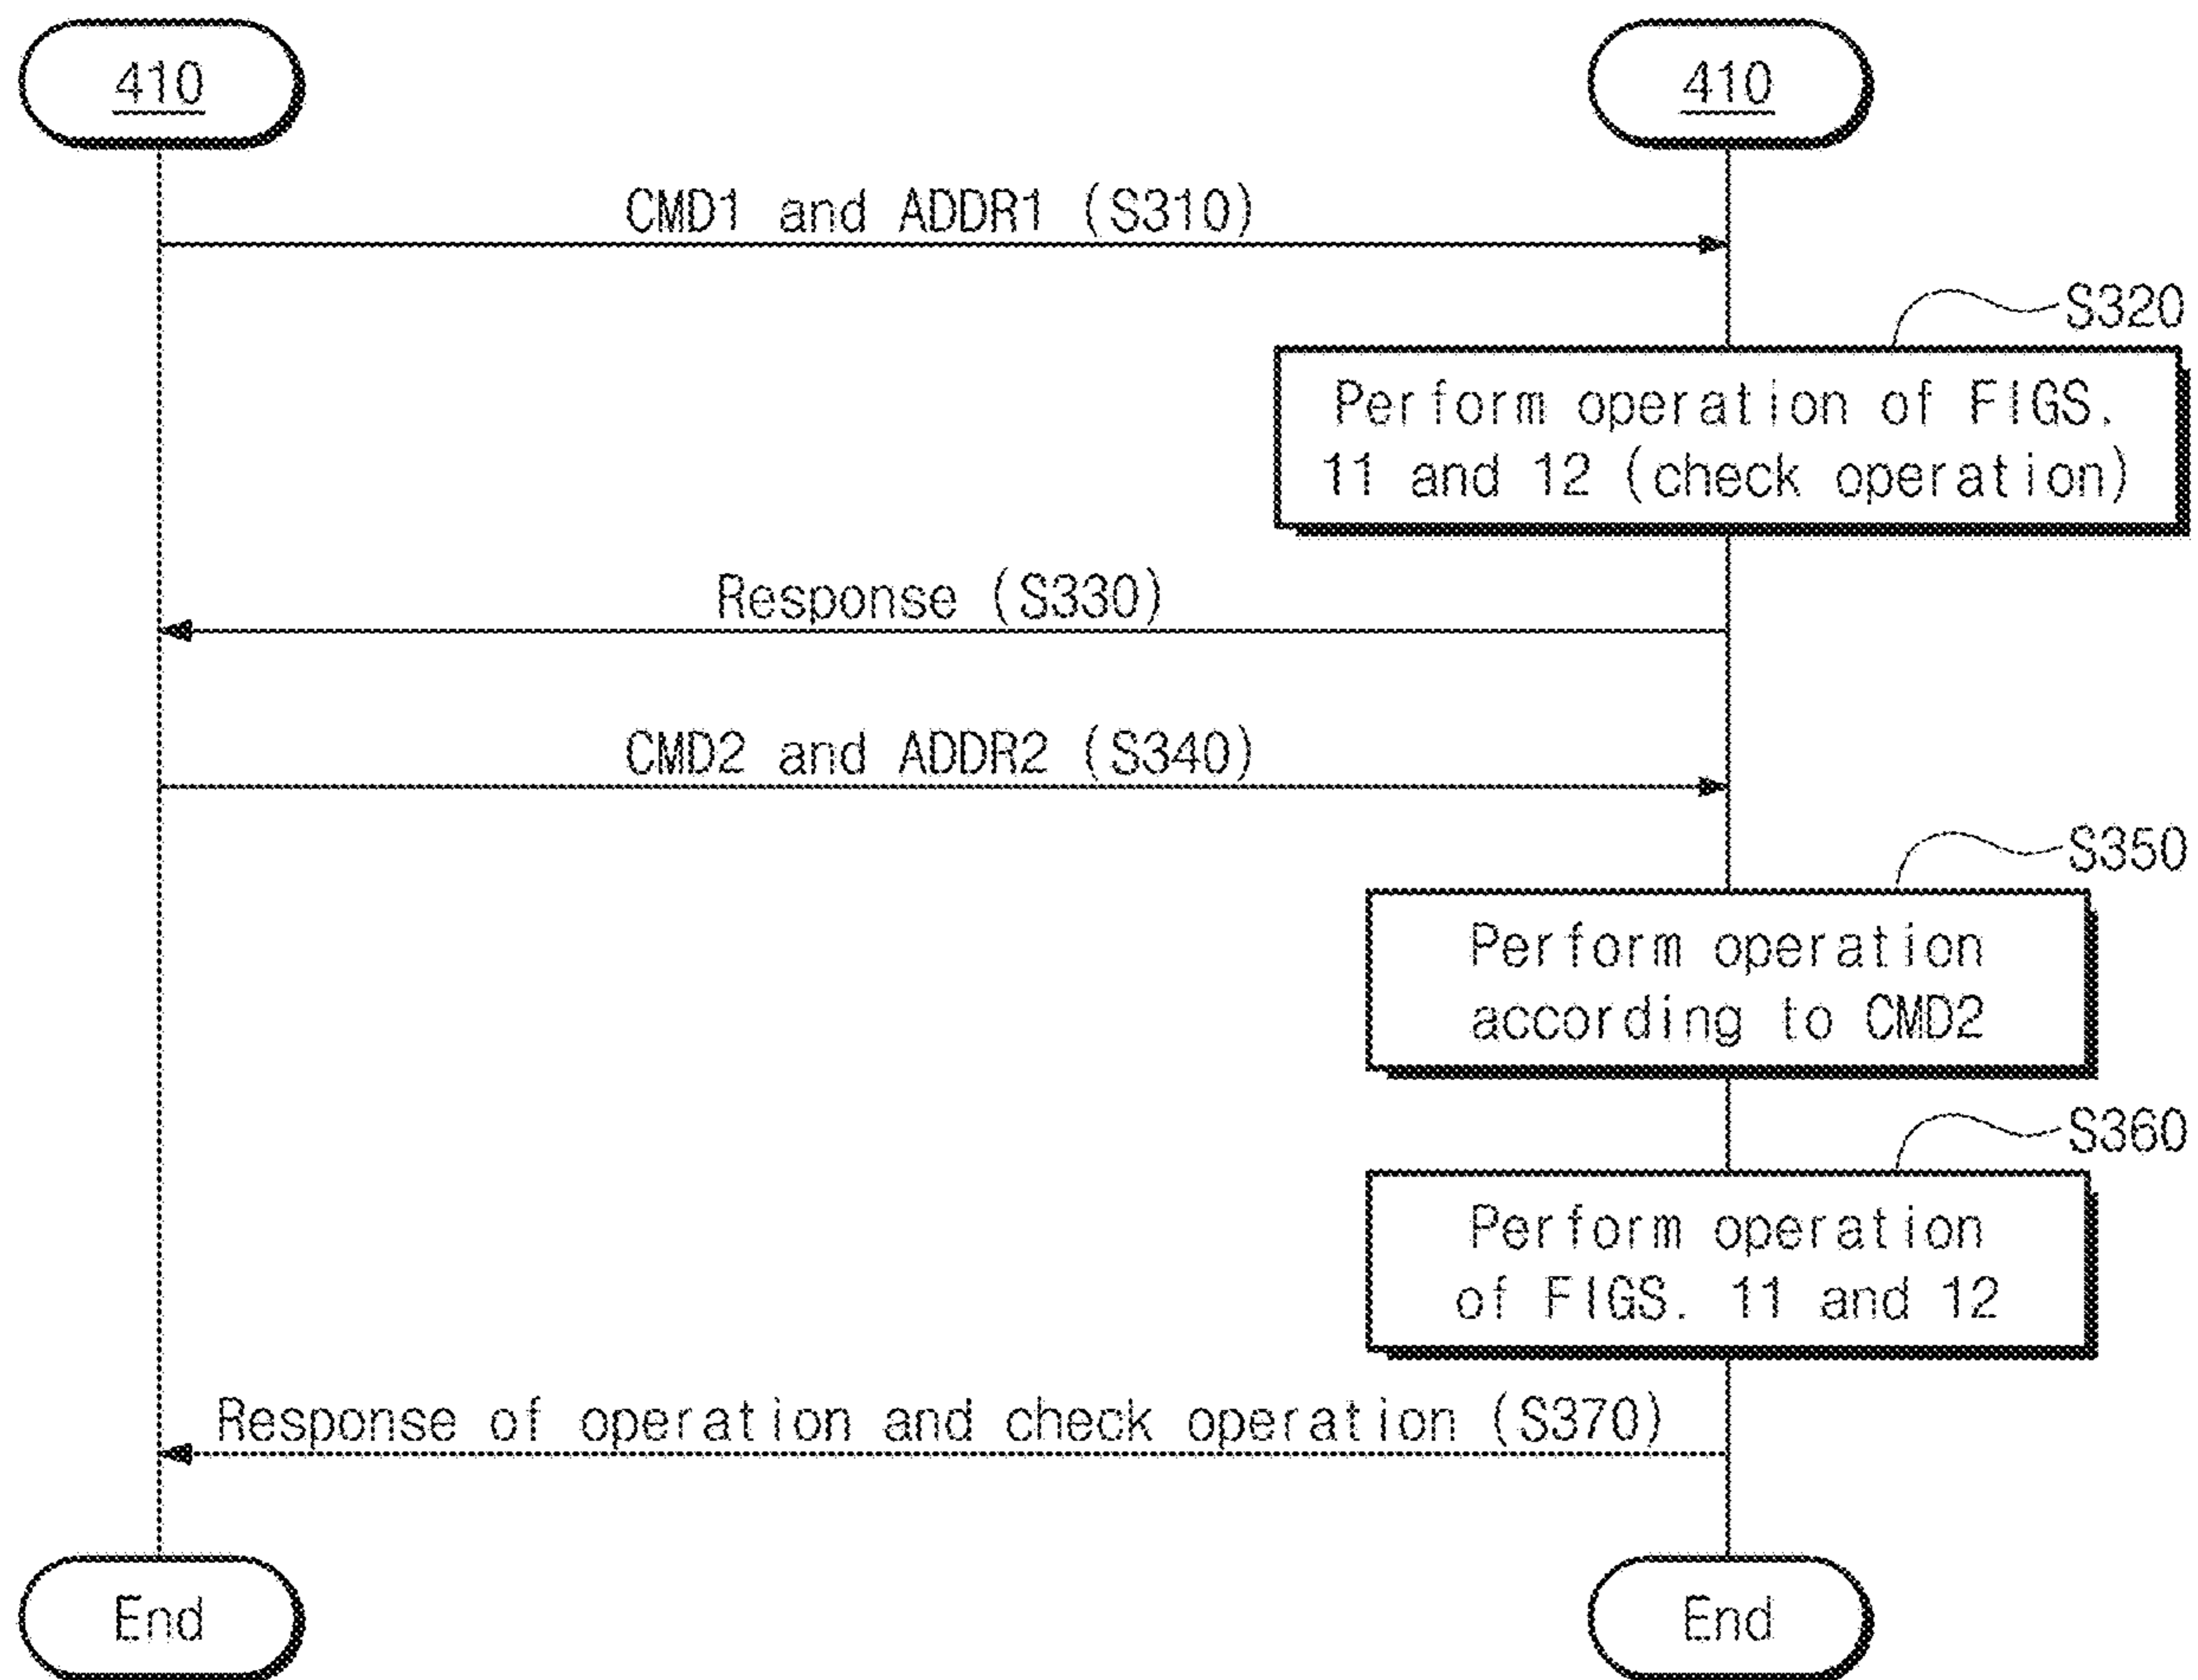 410
410
CMD1 and ADDR1 (S310)
S320
Perform operation of FIGS.
11 and 12 (check operation)
Response (S330)
CMD2 and ADDR2 (S340)
S350
Perform operation
according to CMD2
S360
Perform operation
of FIGS. 11 and 12
Response of operation and check operation (S370)
End
End